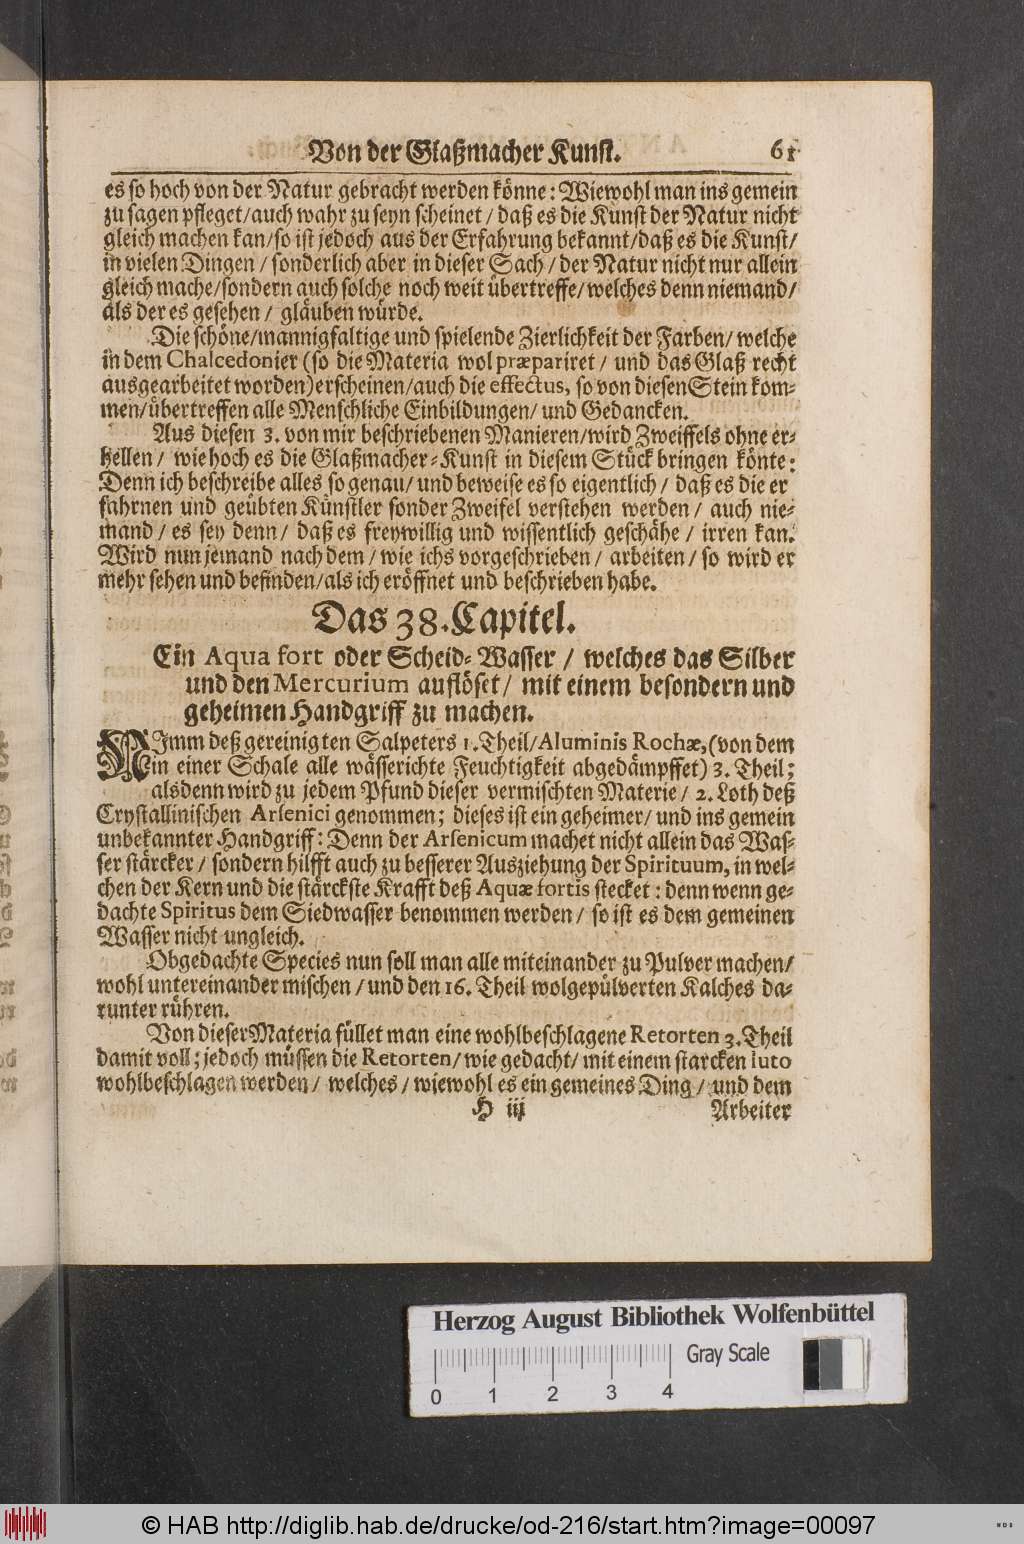 Von der Glaßmacher Kunst. 61
es so hoch von der Natur gebracht werden könne: Wiewohl man ins gemein
zu sagen pfleget/auch wahr zu seyn scheinet / daß es die Kunst der Natur nicht
gleich machen kan/so ist jedoch aus der Erfahrung bekannt/daß es die Kunst/
in vielen Dingen / sonderlich aber in dieser Sach / der Natur nicht nur allein
gleich mache/sondern auch solche noch weit übertreffe/welches denn niemand/
als der es gesehen / gläuben würde.
Die schöne/mannigfaltige und spielende Zierlichkeit der Farben/ welche
in dem Chalcedonier (so die Materia wol præpariret / und das Glaß recht
ausgearbeitet worden) erscheinen/auch die effectus, so von diesen Stein kom-
men/übertreffen alle Menschliche Einbildungen/ und Gedancken.
Aus diesen 3. von mir beschriebenen Manieren/wird Zweiffels ohne er-
hellen / wie hoch es die Glaßmacher-Kunst in diesem Stück bringen könte:
Denn ich beschreibe alles so genau/ und beweise es so eigentlich / daß es die er
fahrnen und geübten Künstler sonder Zweifel verstehen werden / auch nie-
mand / es sey denn / daß es freywillig und wissentlich geschähe / irren kan.
Wird nun jemand nach dem / wie ichs vorgeschrieben / arbeiten / so wird er
mehr sehen und befinden/als ich eröffnet und beschrieben habe.
Das 38. Capitel.
Ein Aqua fort oder Scheid-Wasser / welches das Silber
und den Mercurium auflöset / mit einem besondern und
geheimen Handgriff zu machen.
NImm deß gereinigten Salpeters 1. Theil/Aluminis Rochæ, (von dem
in einer Schale alle wässerichte Feuchtigkeit abgedämpffet) 3. Theil;
alsdenn wird zu jedem Pfund dieser vermischten Materie / 2. Loth deß
Crystallinischen Arsenici genommen; dieses ist ein geheimer/ und ins gemein
unbekannter Handgriff: Denn der Arsenicum machet nicht allein das Was-
ser stärcker / sondern hilfft auch zu besserer Ausziehung der Spirituum, in wel-
chen der Kern und die stärckste Krafft deß Aquæ fortis stecket: denn wenn ge-
dachte Spiritus dem Siedwasser benommen werden / so ist es dem gemeinen
Wasser nicht ungleich.
Obgedachte Species nun soll man alle miteinander zu Pulver machen/
wohl untereinander mischen / und den 16. Theil wolgepülverten Kalches da-
runter rühren.
Von dieser Materia füllet man eine wohlbeschlagene Retorten 3. Theil
damit voll; jedoch müssen die Retorten/ wie gedacht/ mit einem starcken luto
wohlbeschlagen werden / welches / wiewohl es ein gemeines Ding / und dem
H iij Arbeiter
Herzog August Bibliothek Wolfenbüttel
Gray Scale
0 1 2 3 4
© HAB http://diglib.hab.de/drucke/od-216/start.htm?image=00097